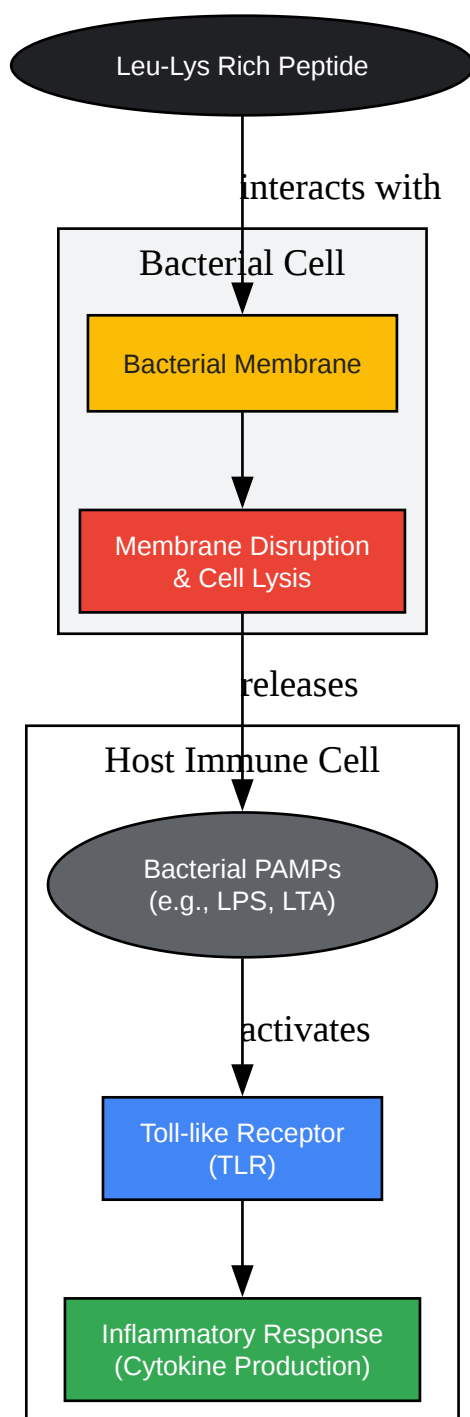 Leu-Lys Rich Peptide
interacts with
Bacterial Cell
Bacterial Membrane
Membrane Disruption
& Cell Lysis
releases
Host Immune Cell
Bacterial PAMPs
(e.g., LPS, LTA)
activates
Toll-like Receptor
(TLR)
Inflammatory Response
(Cytokine Production)